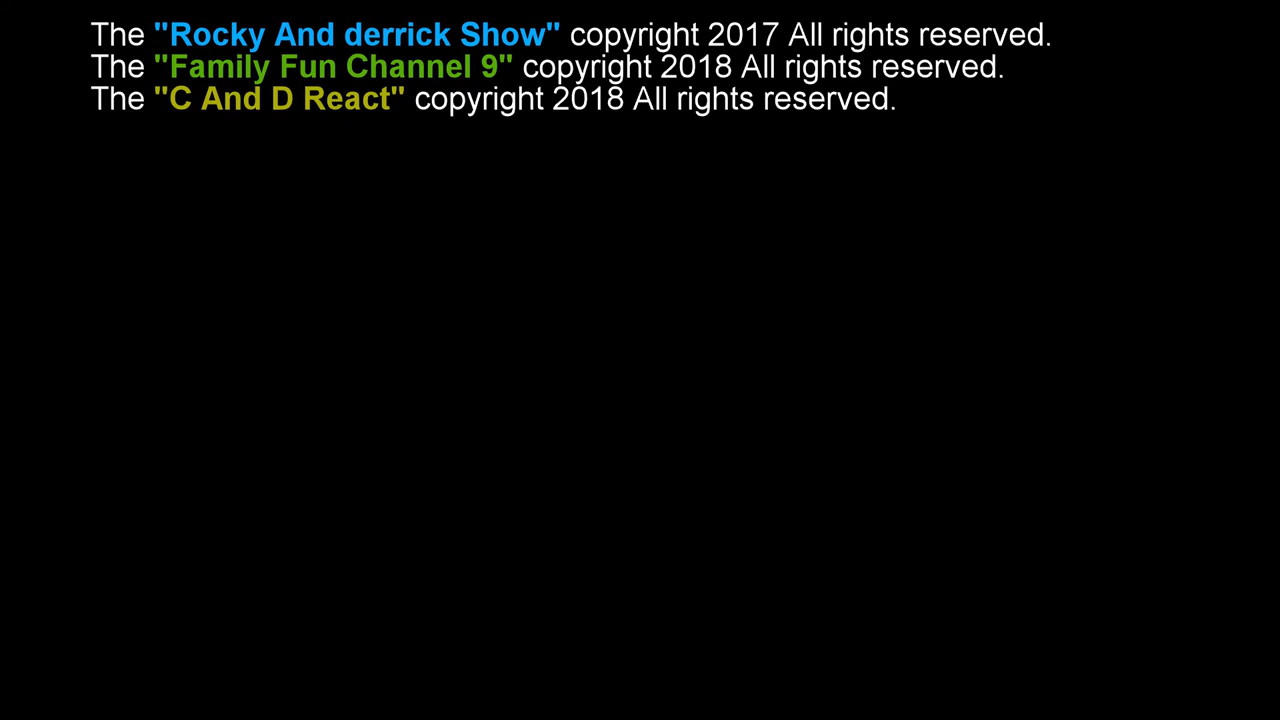 The "Rocky And derrick Show" copyright 2017 All rights reserved.
The "Family Fun Channel 9" copyright 2018 All rights reserved.
The "C And D React" copyright 2018 All rights reserved.